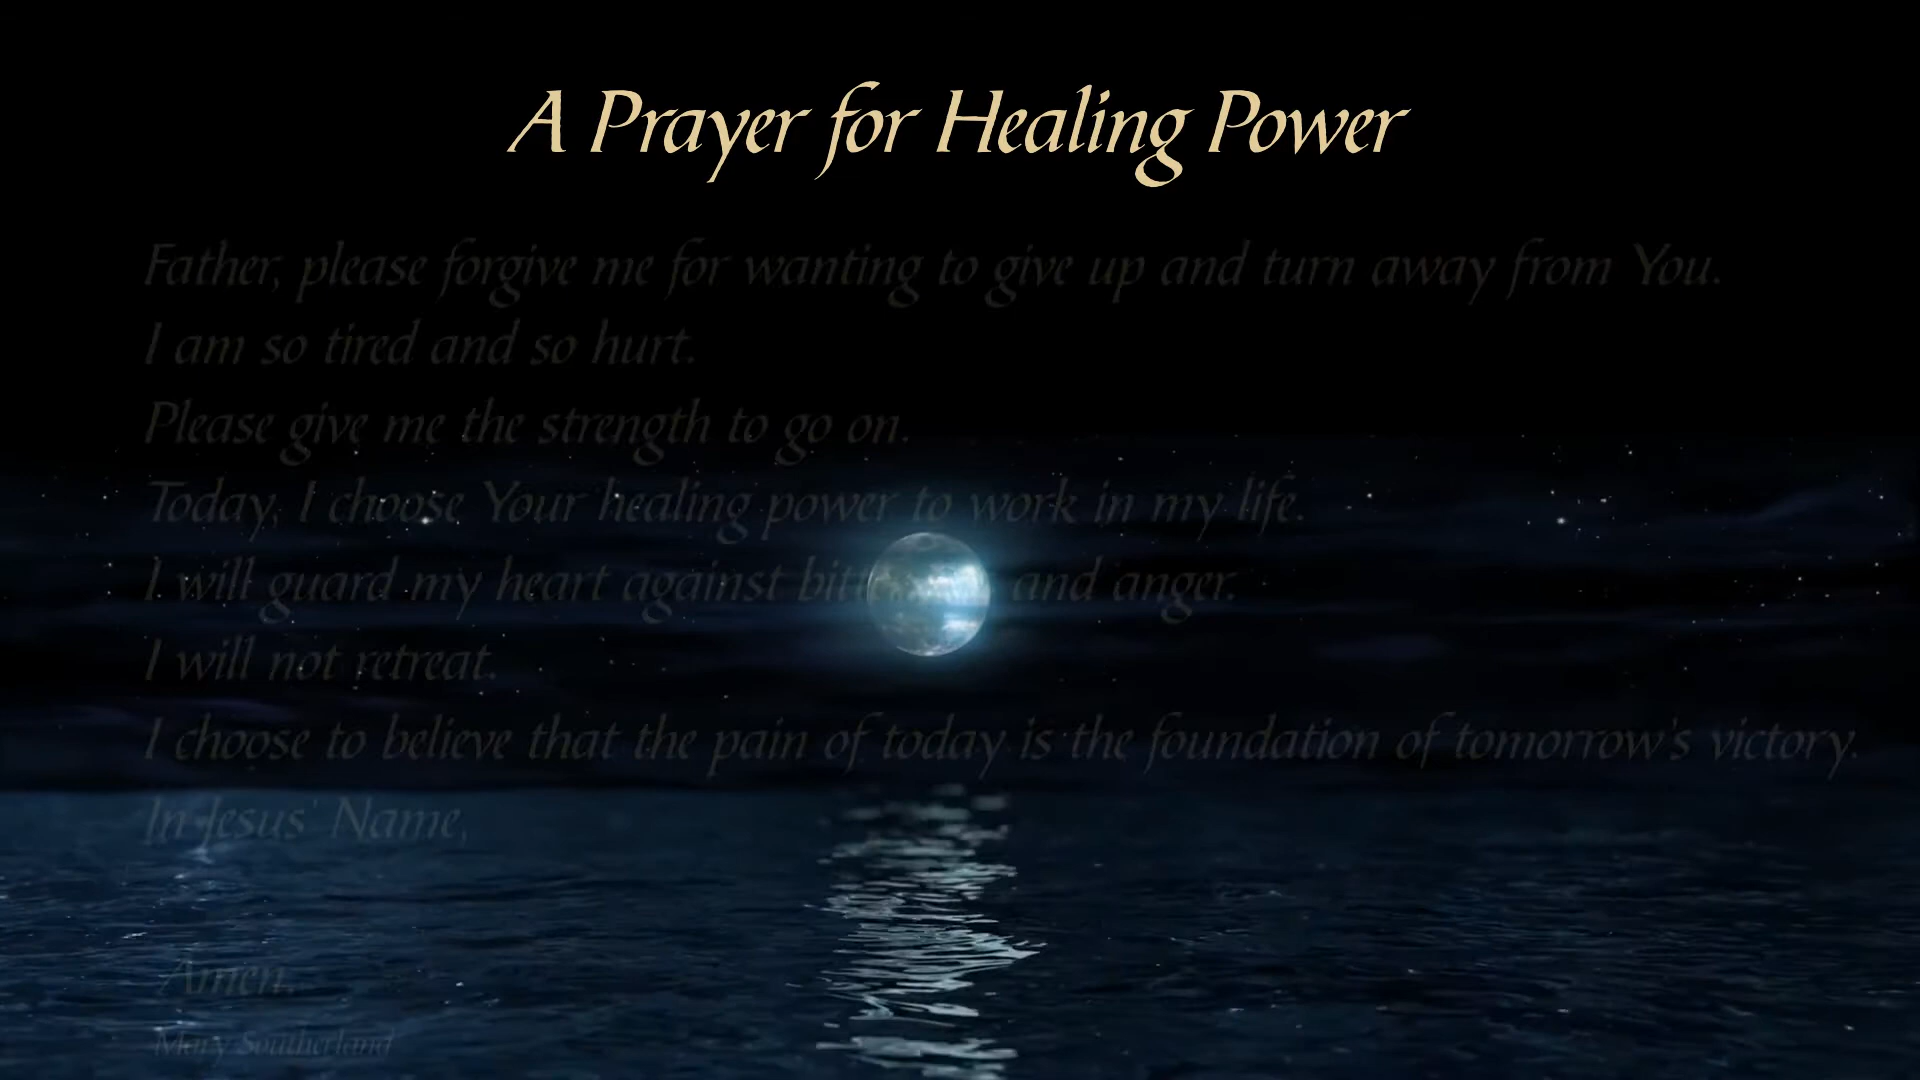 A Prayer for Healing Power
Father, please forgive me for wanting to give up and turn away from You.
I am so tired and so hurt.
Please give me the strength to go on.
Today, I choose Your healing power to work in my life.
I will guard my heart against and anger.
I will not retreat.
I choose to believe that the pain of today is the foundation of tomorrow's victory.
In Jesus' Name,
Amen.
Mary Southerland